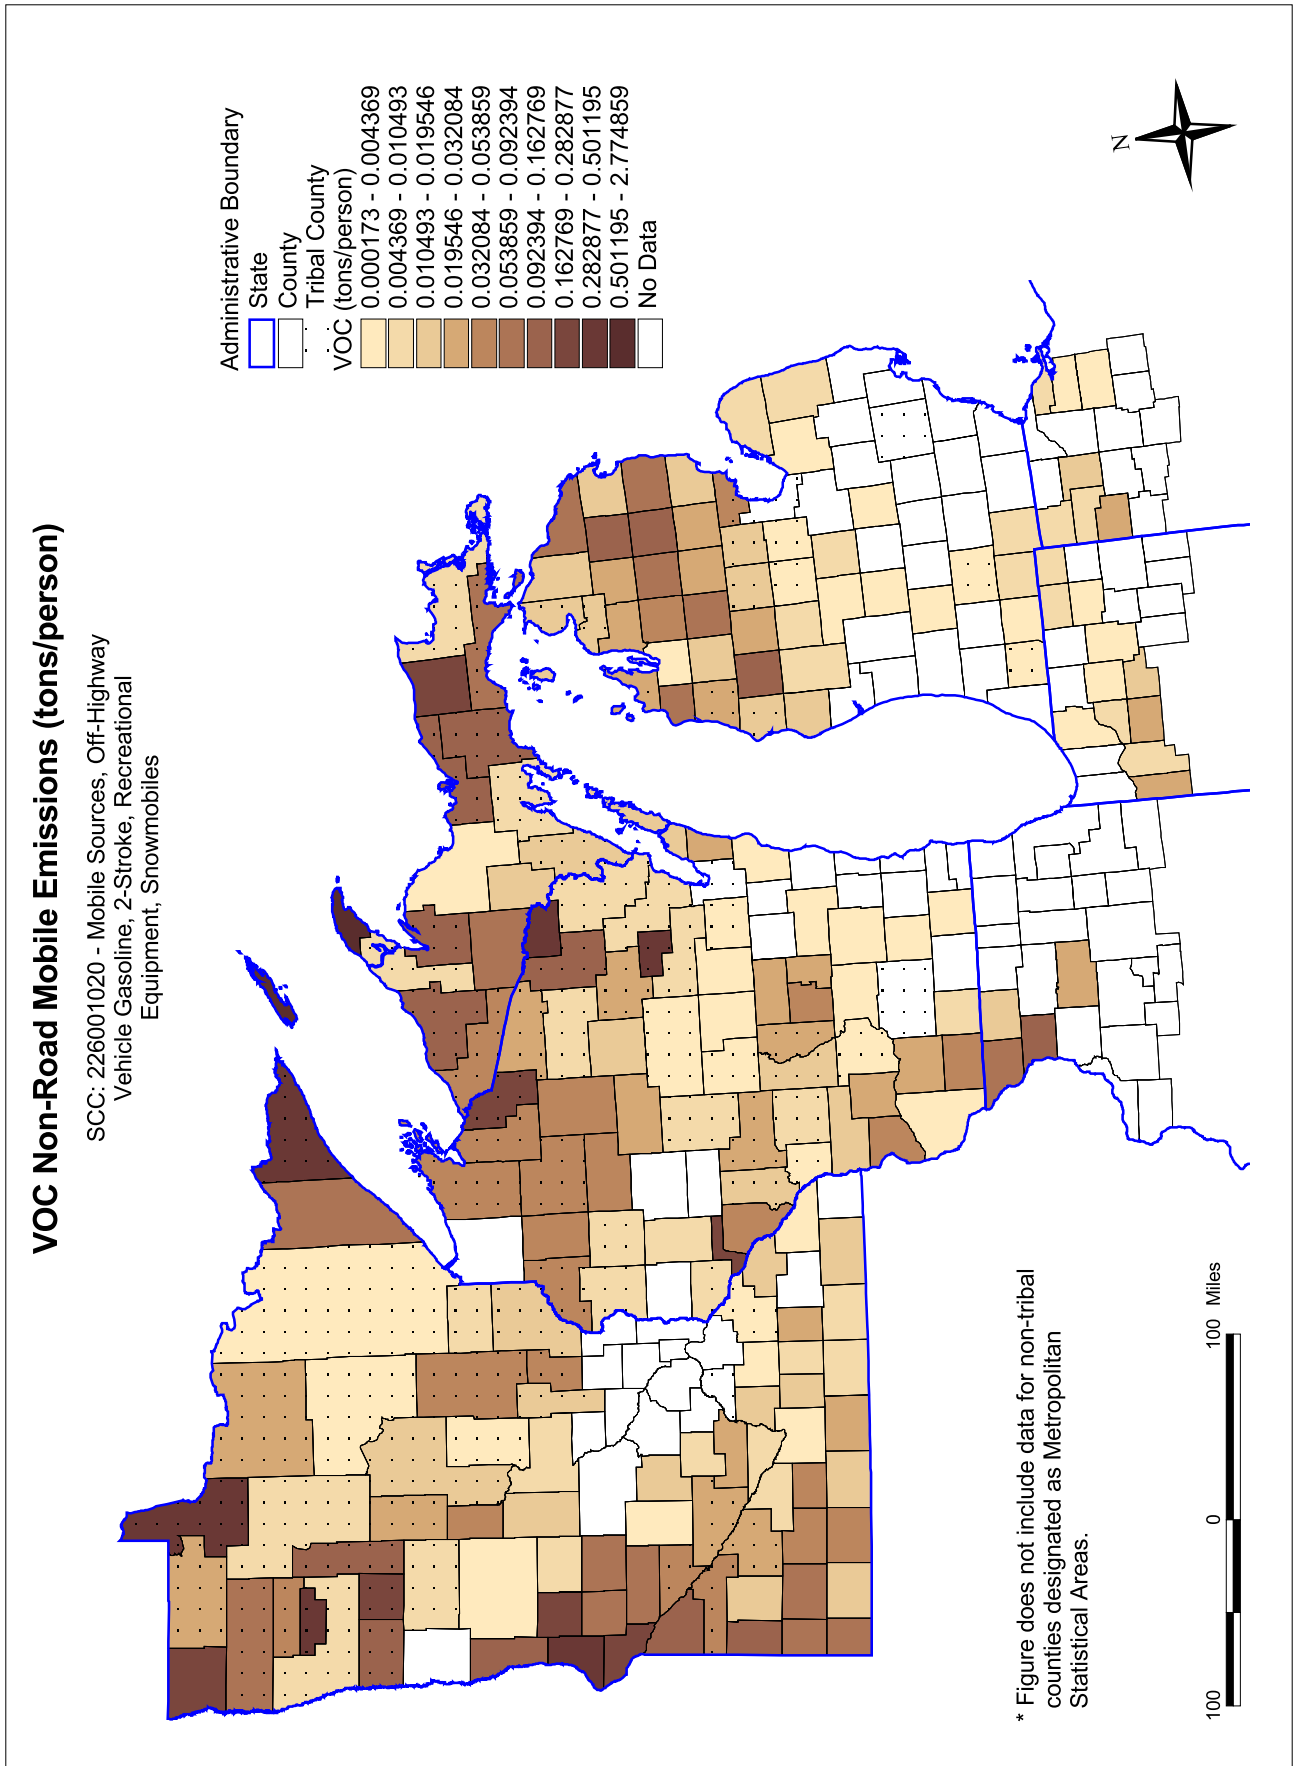 VOC Non-Road Mobile Emissions (tons/person)
SCC: 2260001020 - Mobile Sources, Off-Highway
Vehicle Gasoline, 2-Stroke, Recreational
Equipment, Snowmobiles
Administrative Boundary
State
County
Tribal County
VOC (tons/person)
0.000173 - 0.004369
0.004369 - 0.010493
0.010493 - 0.019546
0.019546 - 0.032084
0.032084 - 0.053859
0.053859 - 0.092394
0.092394 - 0.162769
0.162769 - 0.282877
0.282877 - 0.501195
0.501195 - 2.774859
No Data
N
* Figure does not include data for non-tribal
counties designated as Metropolitan
Statistical Areas.
100 0 100 Miles